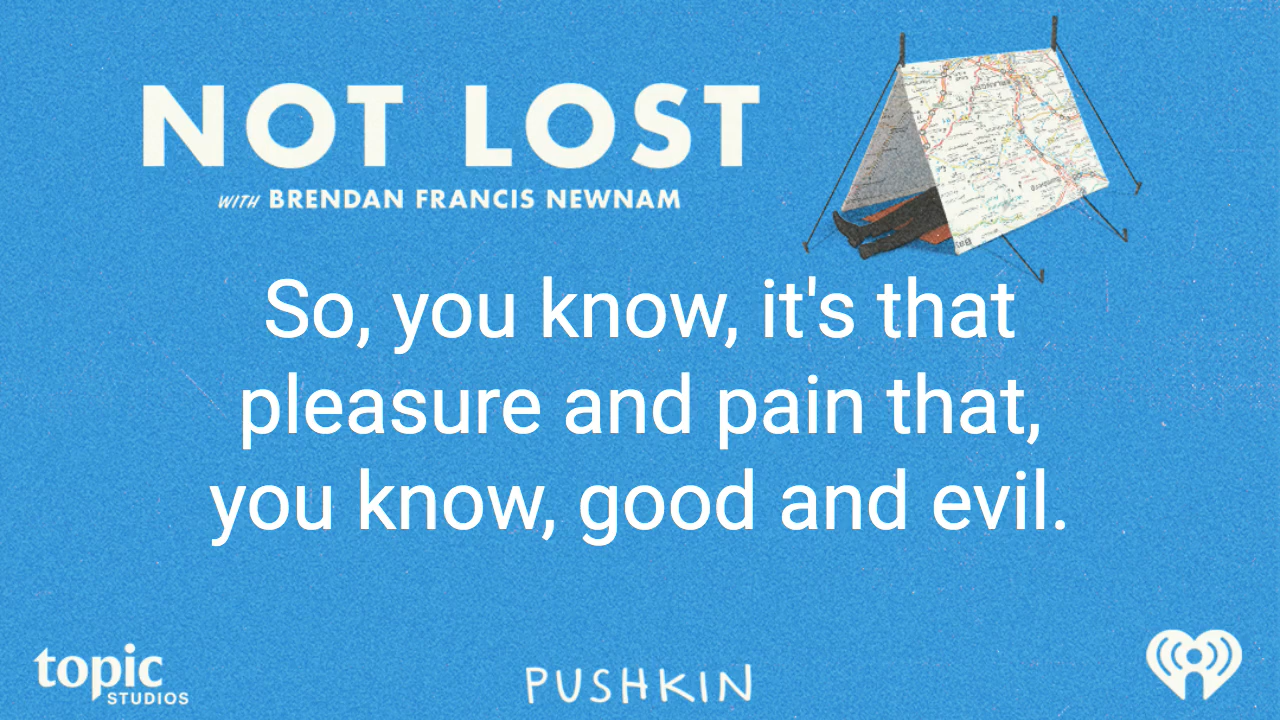 NOT LOST
WITH BRENDAN FRANCIS NEWNAM
So, you know, it's that
pleasure and pain that,
you know, good and evil.
topic
STUDIOS
PUSHKIN